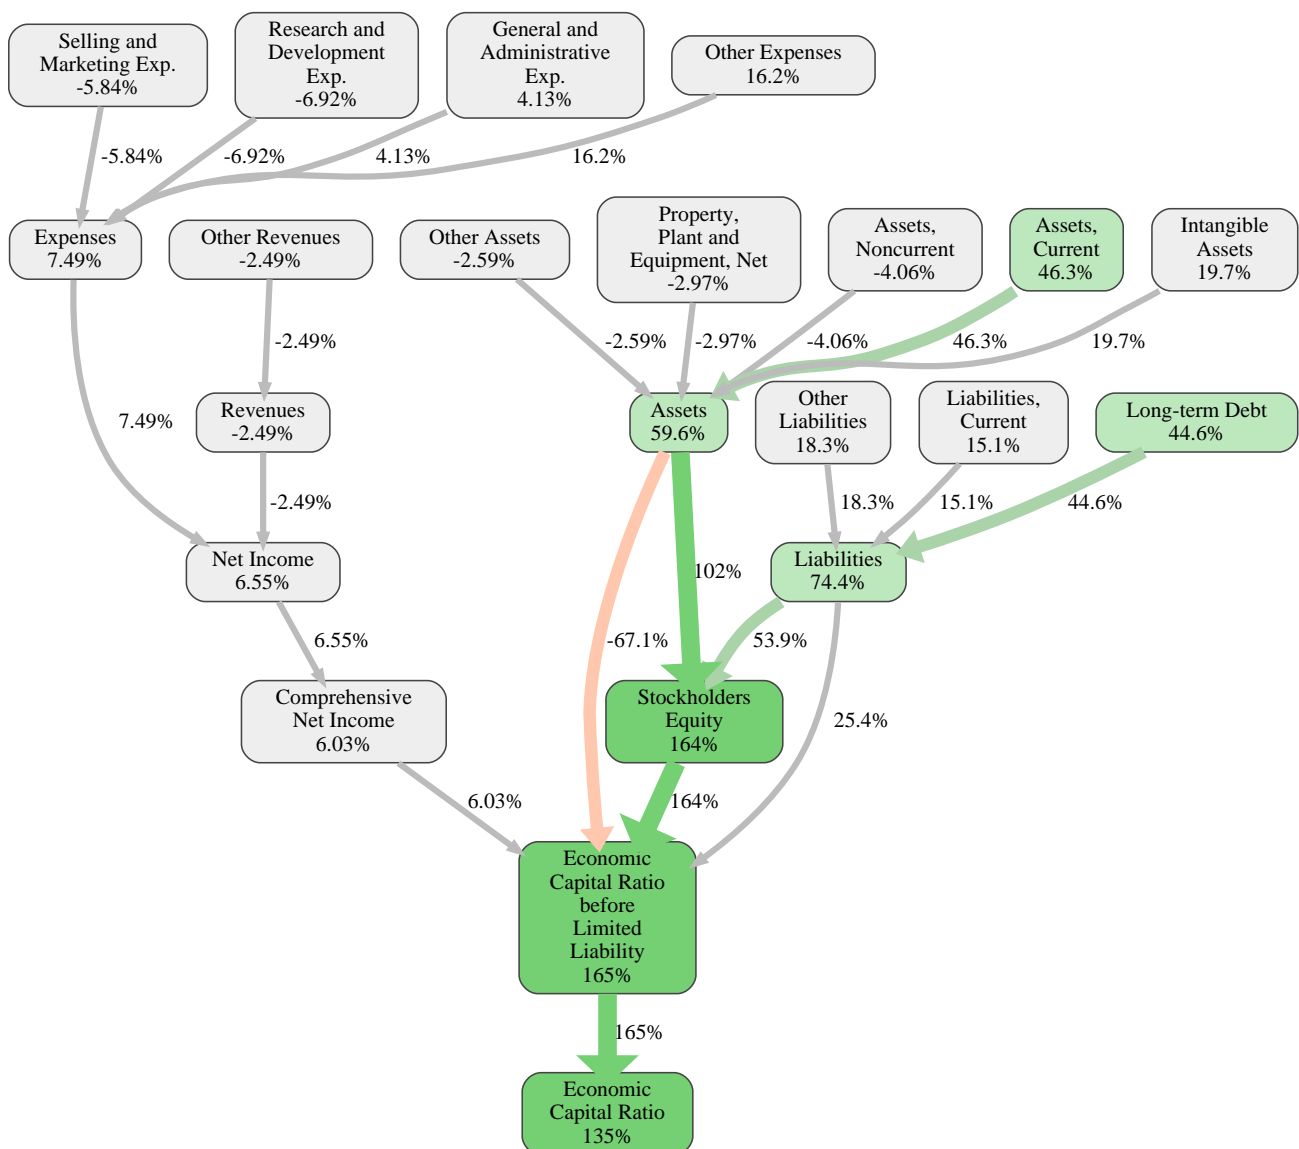 Selling and
Marketing Exp.
-5.84%
Research and
Development
Exp.
-6.92%
General and
Administrative
Exp.
4.13%
Other Expenses
16.2%
-5.84%
-6.92%
4.13%
16.2%
Expenses
7.49%
Other Revenues
-2.49%
Other Assets
-2.59%
Property,
Plant and
Equipment, Net
-2.97%
Assets,
Noncurrent
-4.06%
Assets,
Current
46.3%
Intangible
Assets
19.7%
-2.49%
-2.59%
-2.97%
-4.06%
46.3%
19.7%
7.49%
Revenues
-2.49%
Assets
59.6%
Other
Liabilities
18.3%
Liabilities,
Current
15.1%
Long-term Debt
44.6%
-2.49%
18.3%
15.1%
44.6%
Net Income
6.55%
102%
Liabilities
74.4%
6.55%
-67.1%
53.9%
Comprehensive
Net Income
6.03%
Stockholders
Equity
164%
25.4%
6.03%
164%
Economic
Capital Ratio
before
Limited
Liability
165%
165%
Economic
Capital Ratio
135%